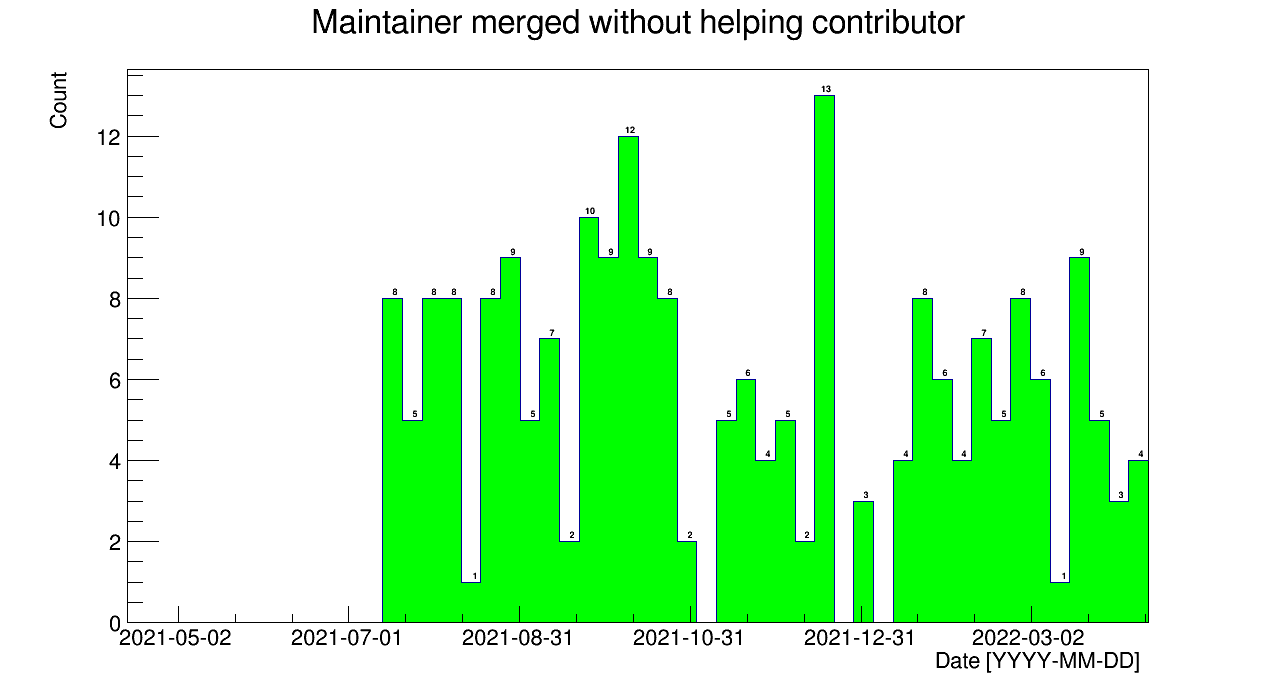 Maintainer merged without helping contributor
Count
13
12
12
10
10
9 9 9 9 9
8
8 8 8 8 8 8 8
7 7
6
6 6 6
5 5 5 5 5 5
4
4 4 4 4
3 3
2
2 2 2
1 1
0
2021-05-02 2021-07-01 2021-08-31 2021-10-31 2021-12-31 2022-03-02
Date [YYYY-MM-DD]